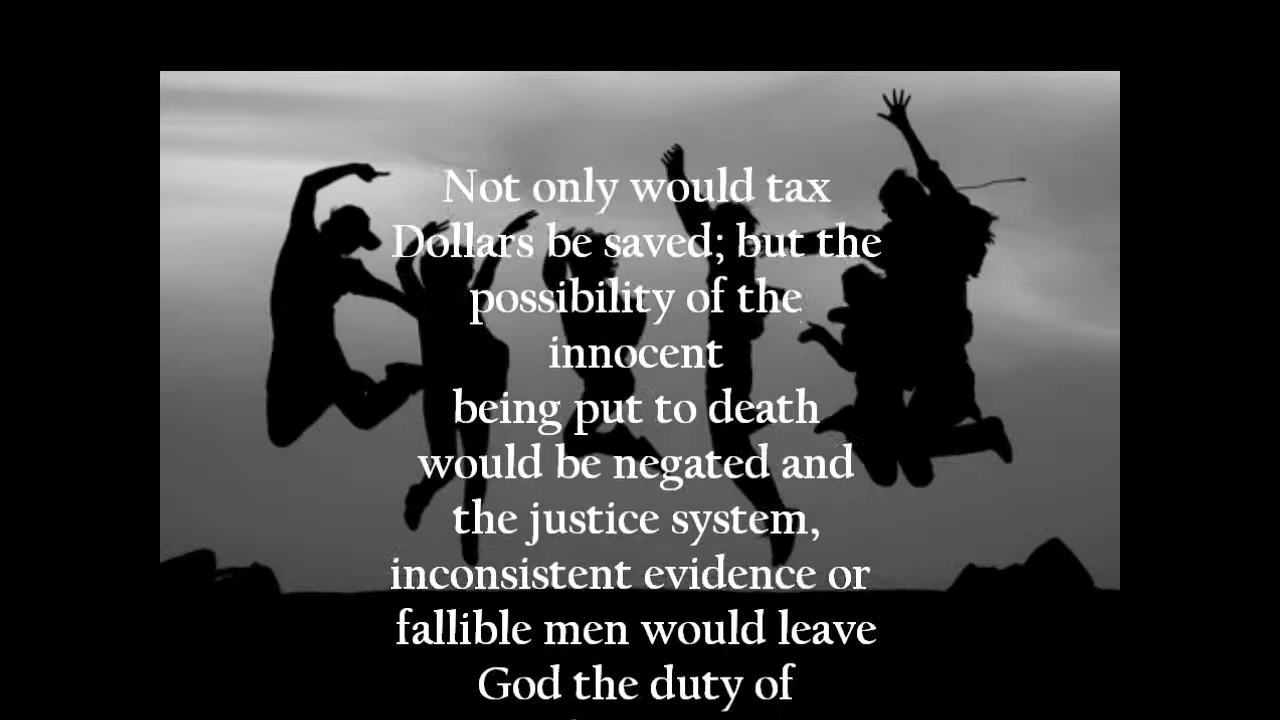 Not only would tax
Dollars be saved; but the
possibility of the
innocent
being put to death
would be negated and
the justice system,
inconsistent evidence or
fallible men would leave
God the duty of